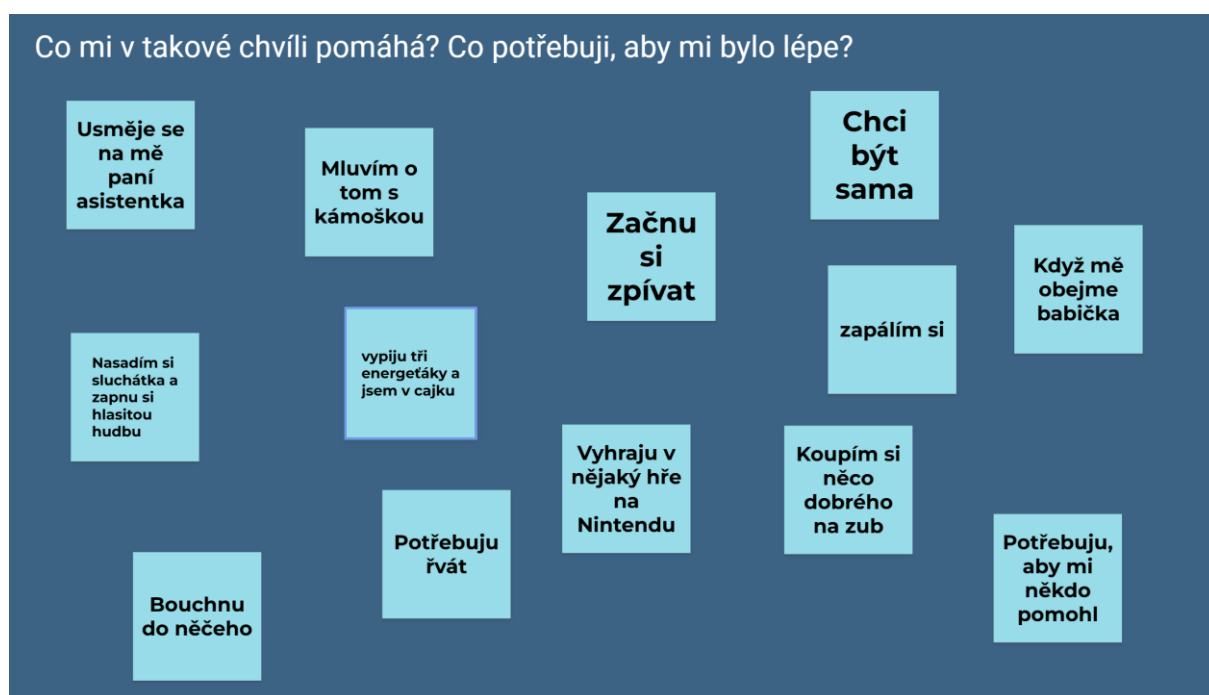 Co mi v takové chvíli pomáhá? Co potřebuji, aby mi bylo lépe?
Usměje se
na mě
paní
asistentka
Mluvím o
tom s
kámoškou
Začnu
si
zpívat
Chci
být
sama
Když mě
obejme
babička
zapálím si
Nasadím si
sluchátka a
zapnu si
hlasitou
hudbu
vypiju tři
energeťáky a
jsem v cajku
Vyhraju v
nějaký hře
na
Nintendu
Koupím si
něco
dobrého
na zub
Potřebuju
řvát
Potřebuju,
aby mi
někdo
pomohl
Bouchnu
do něčeho